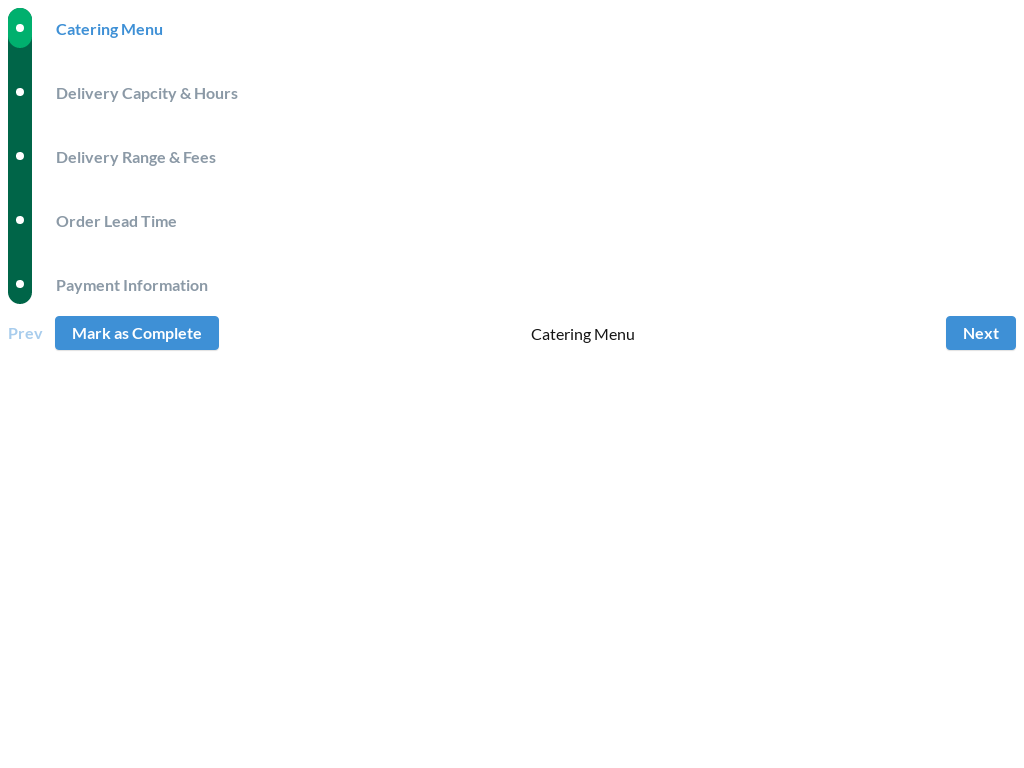 Catering Menu
Delivery Capcity & Hours
Delivery Range & Fees
Order Lead Time
Payment Information
Prev Mark as Complete Catering Menu Next